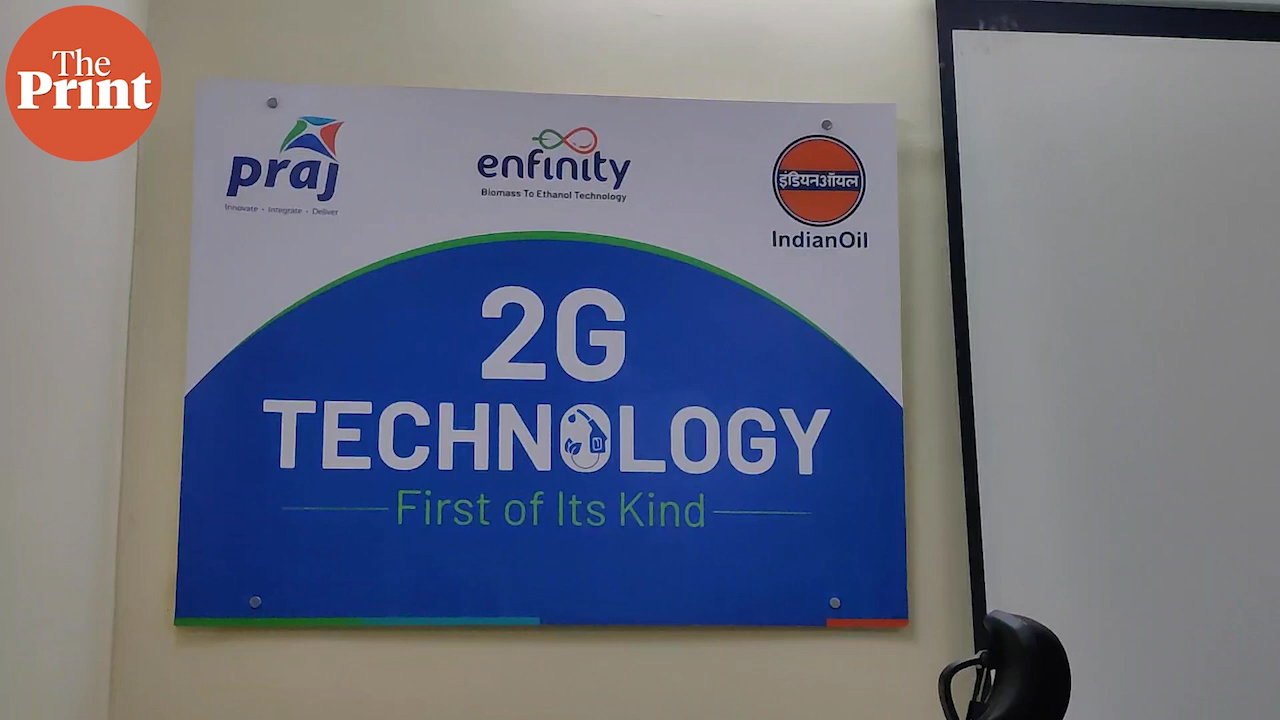 The
Print
praj
Innovate • Integrate • Deliver
enfinity
Biomass To Ethanol Technology
इंडियनऑयल
IndianOil
2G
TECHNOLOGY
First of Its Kind